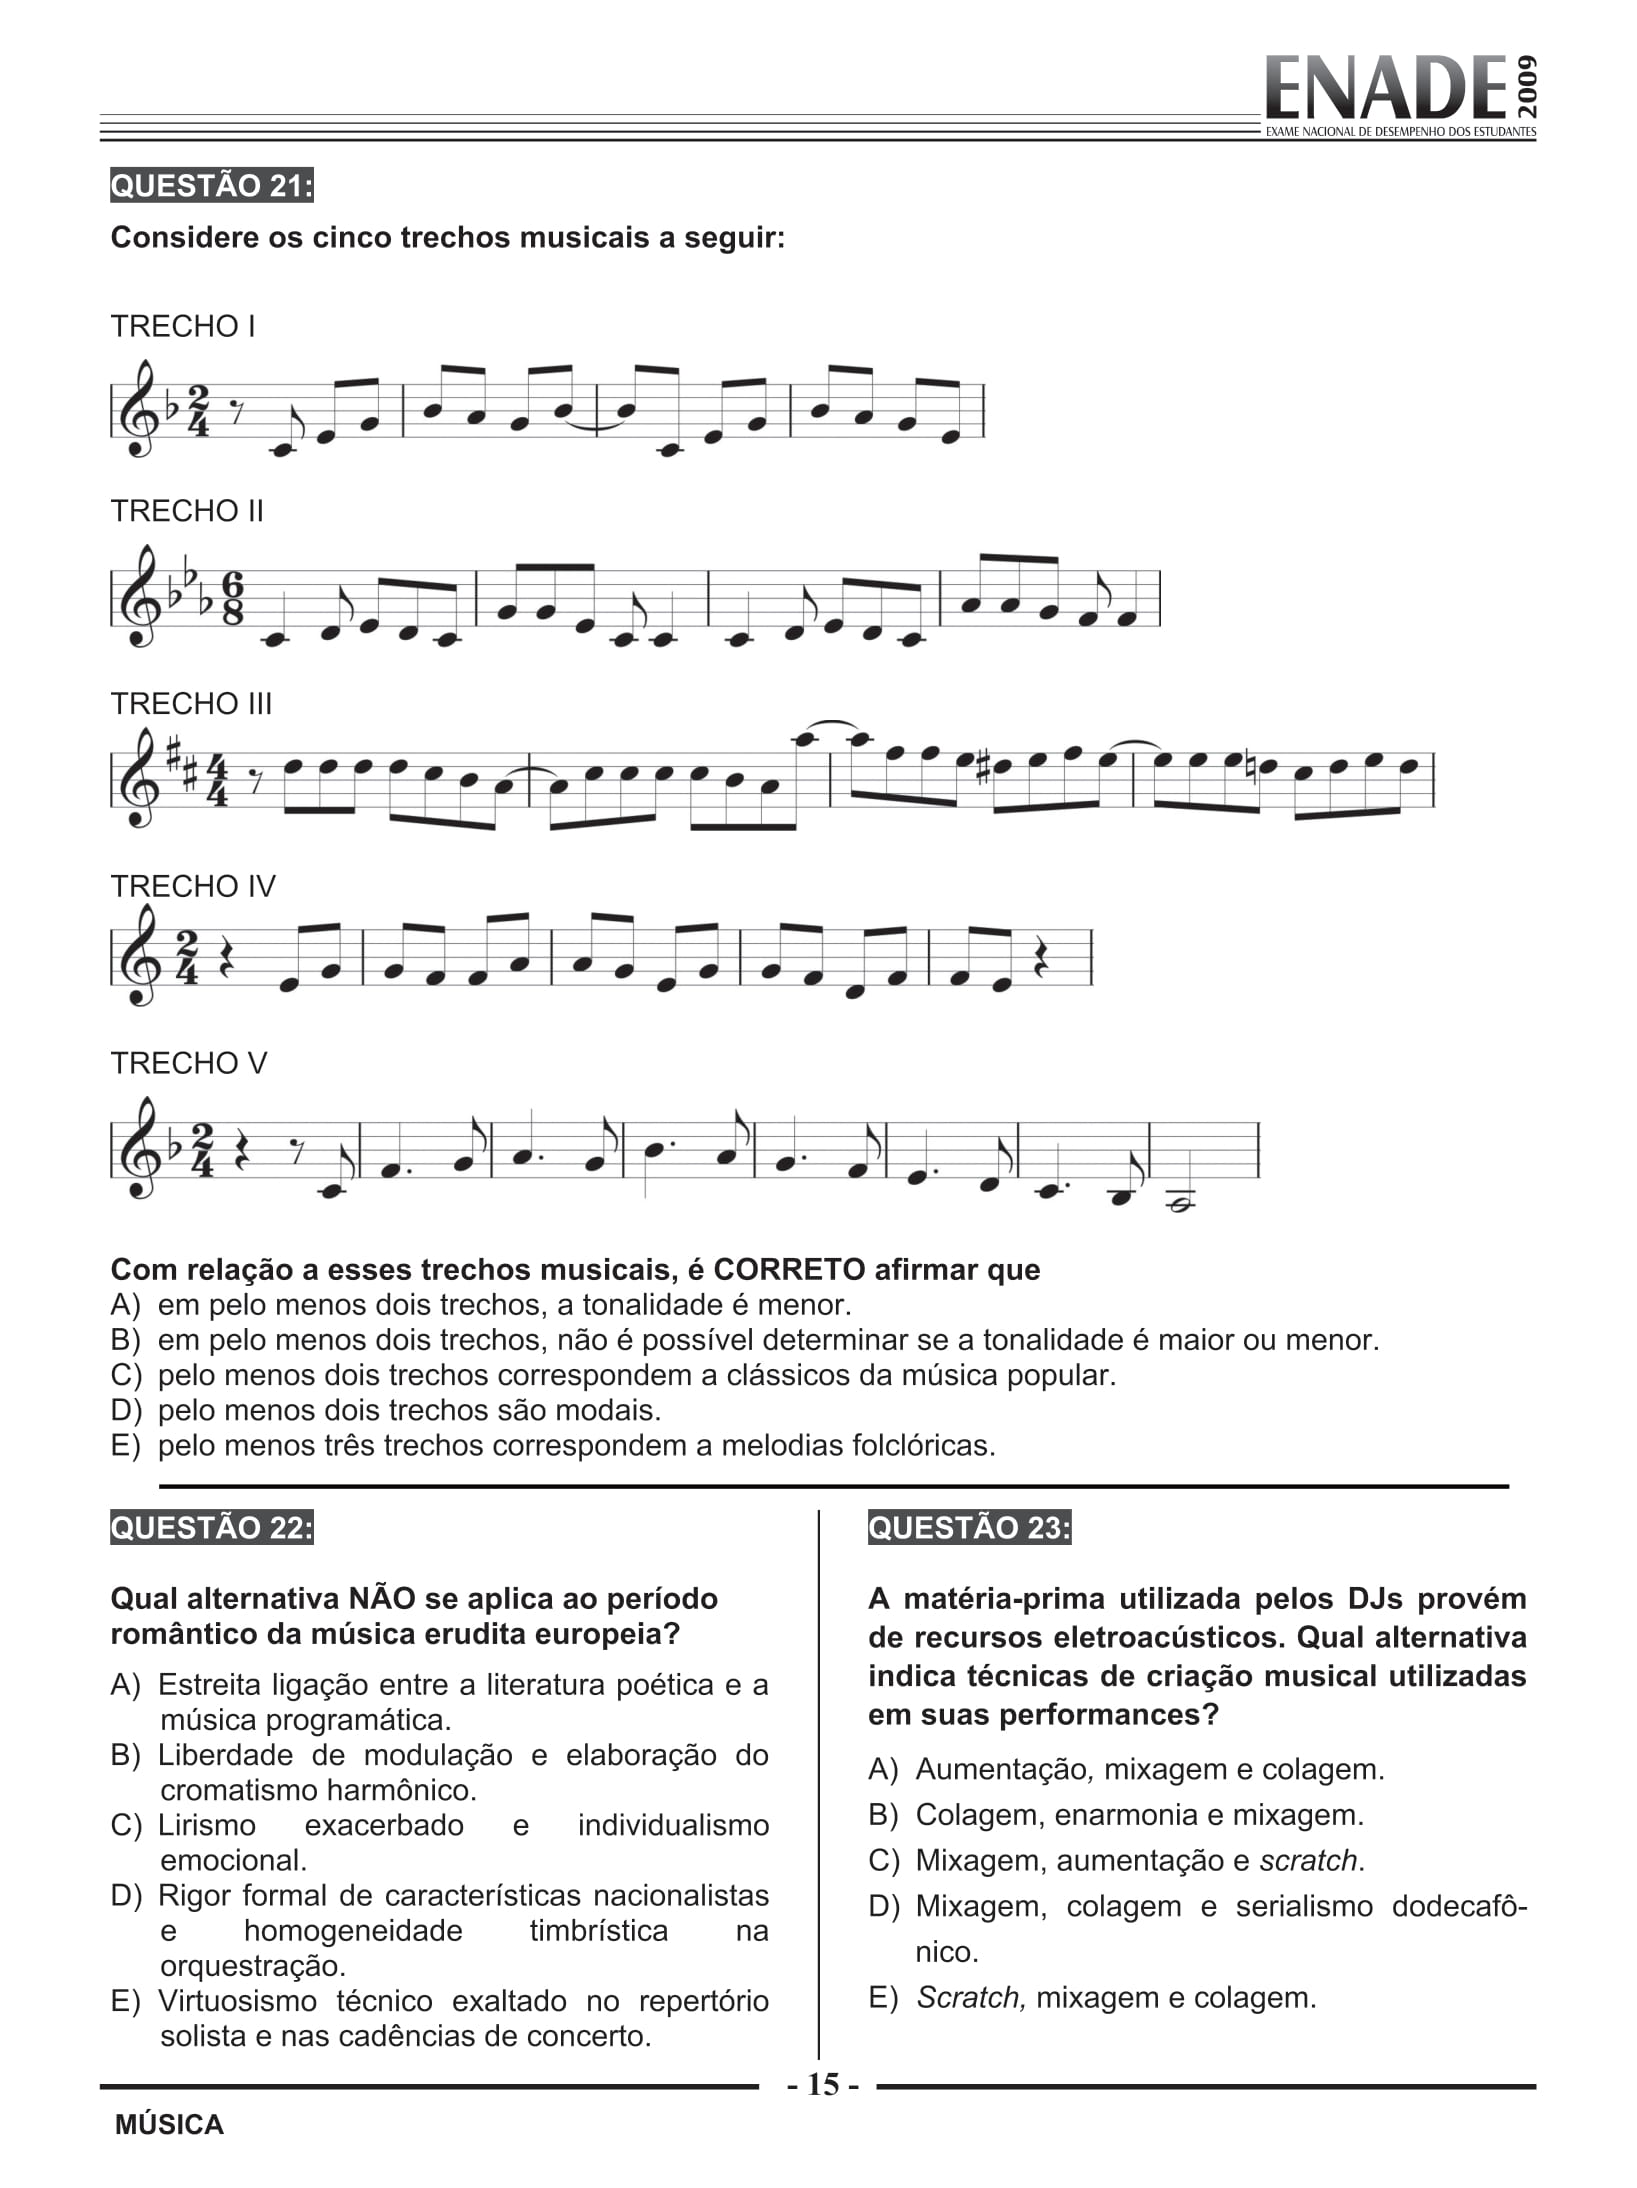 ENADE 2009
EXAME NACIONAL DE DESEMPENHO DOS ESTUDANTES
QUESTÃO 21:
Considere os cinco trechos musicais a seguir:
TRECHO I
2
4
TRECHO II
6
8
TRECHO III
4
4
TRECHO IV
2
4
TRECHO V
2
4
Com relação a esses trechos musicais, é CORRETO afirmar que
A) em pelo menos dois trechos, a tonalidade é menor.
B) em pelo menos dois trechos, não é possível determinar se a tonalidade é maior ou menor.
C) pelo menos dois trechos correspondem a clássicos da música popular.
D) pelo menos dois trechos são modais.
E) pelo menos três trechos correspondem a melodias folclóricas.
QUESTÃO 22:
Qual alternativa NÃO se aplica ao período
romântico da música erudita europeia?
A) Estreita ligação entre a literatura poética e a
música programática.
B) Liberdade de modulação e elaboração do
cromatismo harmônico.
C) Lirismo exacerbado e individualismo
emocional.
D) Rigor formal de características nacionalistas
e homogeneidade timbrística na
orquestração.
E) Virtuosismo técnico exaltado no repertório
solista e nas cadências de concerto.
QUESTÃO 23:
A matéria-prima utilizada pelos DJs provém
de recursos eletroacústicos. Qual alternativa
indica técnicas de criação musical utilizadas
em suas performances?
A) Aumentação, mixagem e colagem.
B) Colagem, enarmonia e mixagem.
C) Mixagem, aumentação e scratch.
D) Mixagem, colagem e serialismo dodecafô-
nico.
E) Scratch, mixagem e colagem.
- 15 -
MÚSICA